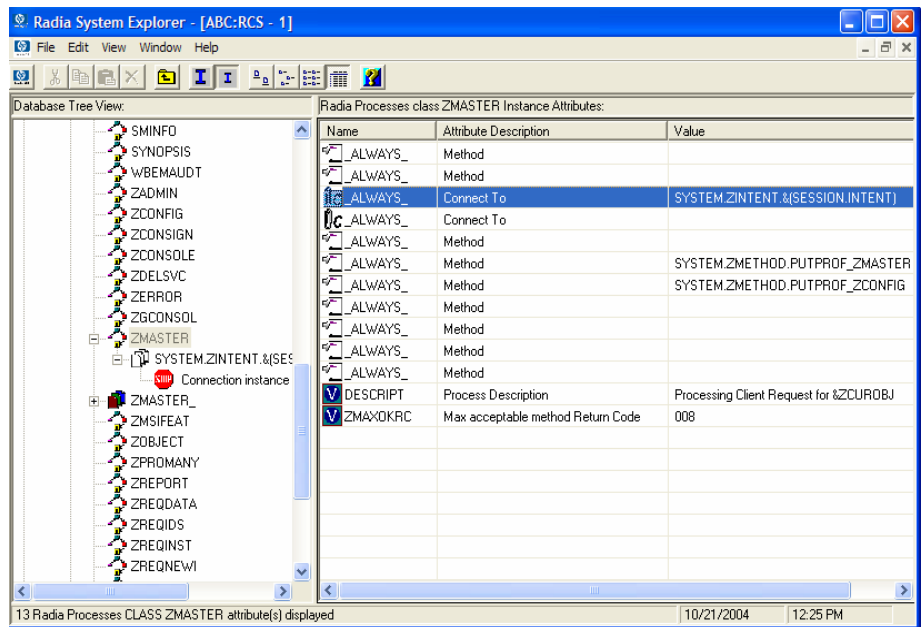 Radia System Explorer - [ABC:RCS - 1]
File Edit View Window Help
Database Tree View:
SMINFO
SYNOPSIS
WBEMAUDT
ZADMIN
ZCONFIG
ZCONSIGN
ZCONSOLE
ZDELSVC
ZERROR
ZGCONSOL
ZMASTER
SYSTEM.ZINTENT.&(SES
STOP Connection instance
ZMASTER_
ZMSIFEAT
ZOBJECT
ZPROMANY
ZREPORT
ZREQDATA
ZREQIDS
ZREQINST
ZREQNEWI
Radia Processes class ZMASTER Instance Attributes:
Name Attribute Description Value
_ALWAYS_ Method
_ALWAYS_ Method
_ALWAYS_ Connect To SYSTEM.ZINTENT.&(SESSION.INTENT)
_ALWAYS_ Connect To
_ALWAYS_ Method
_ALWAYS_ Method SYSTEM.ZMETHOD.PUTPROF_ZMASTER
_ALWAYS_ Method SYSTEM.ZMETHOD.PUTPROF_ZCONFIG
_ALWAYS_ Method
_ALWAYS_ Method
_ALWAYS_ Method
_ALWAYS_ Method
V DESCRIPT Process Description Processing Client Request for &ZCUROBJ
V ZMAXOKRC Max acceptable method Return Code 008
13 Radia Processes CLASS ZMASTER attribute(s) displayed 10/21/2004 12:25 PM